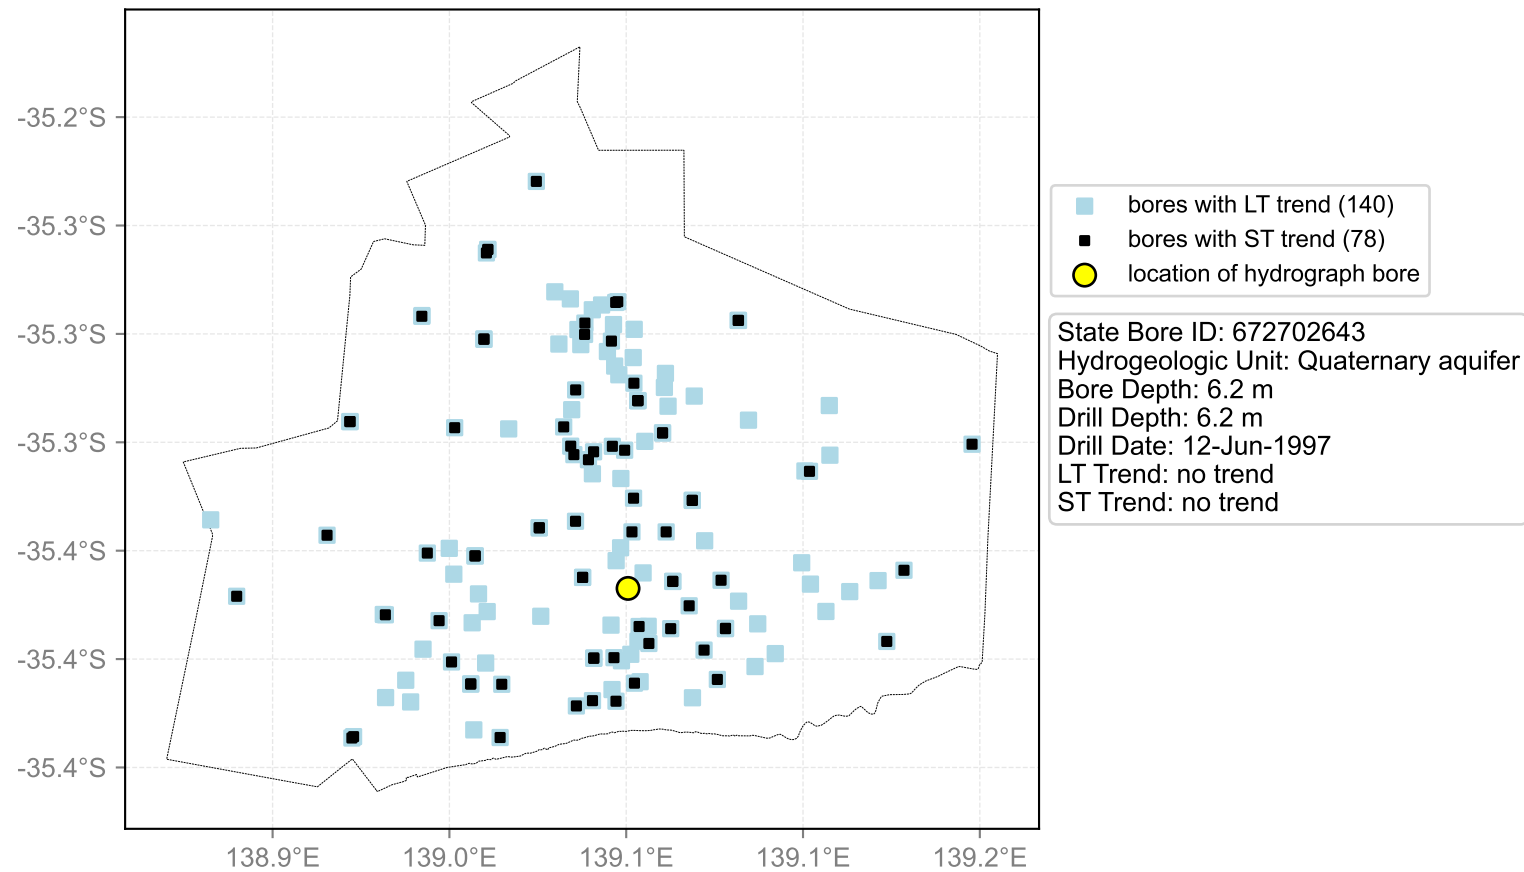 -35.2°S
-35.3°S
-35.3°S
-35.3°S
-35.4°S
-35.4°S
-35.4°S
138.9°E
139.0°E
139.1°E
139.1°E
139.2°E
bores with LT trend (140)
bores with ST trend (78)
location of hydrograph bore
State Bore ID: 672702643
Hydrogeologic Unit: Quaternary aquifer
Bore Depth: 6.2 m
Drill Depth: 6.2 m
Drill Date: 12-Jun-1997
LT Trend: no trend
ST Trend: no trend